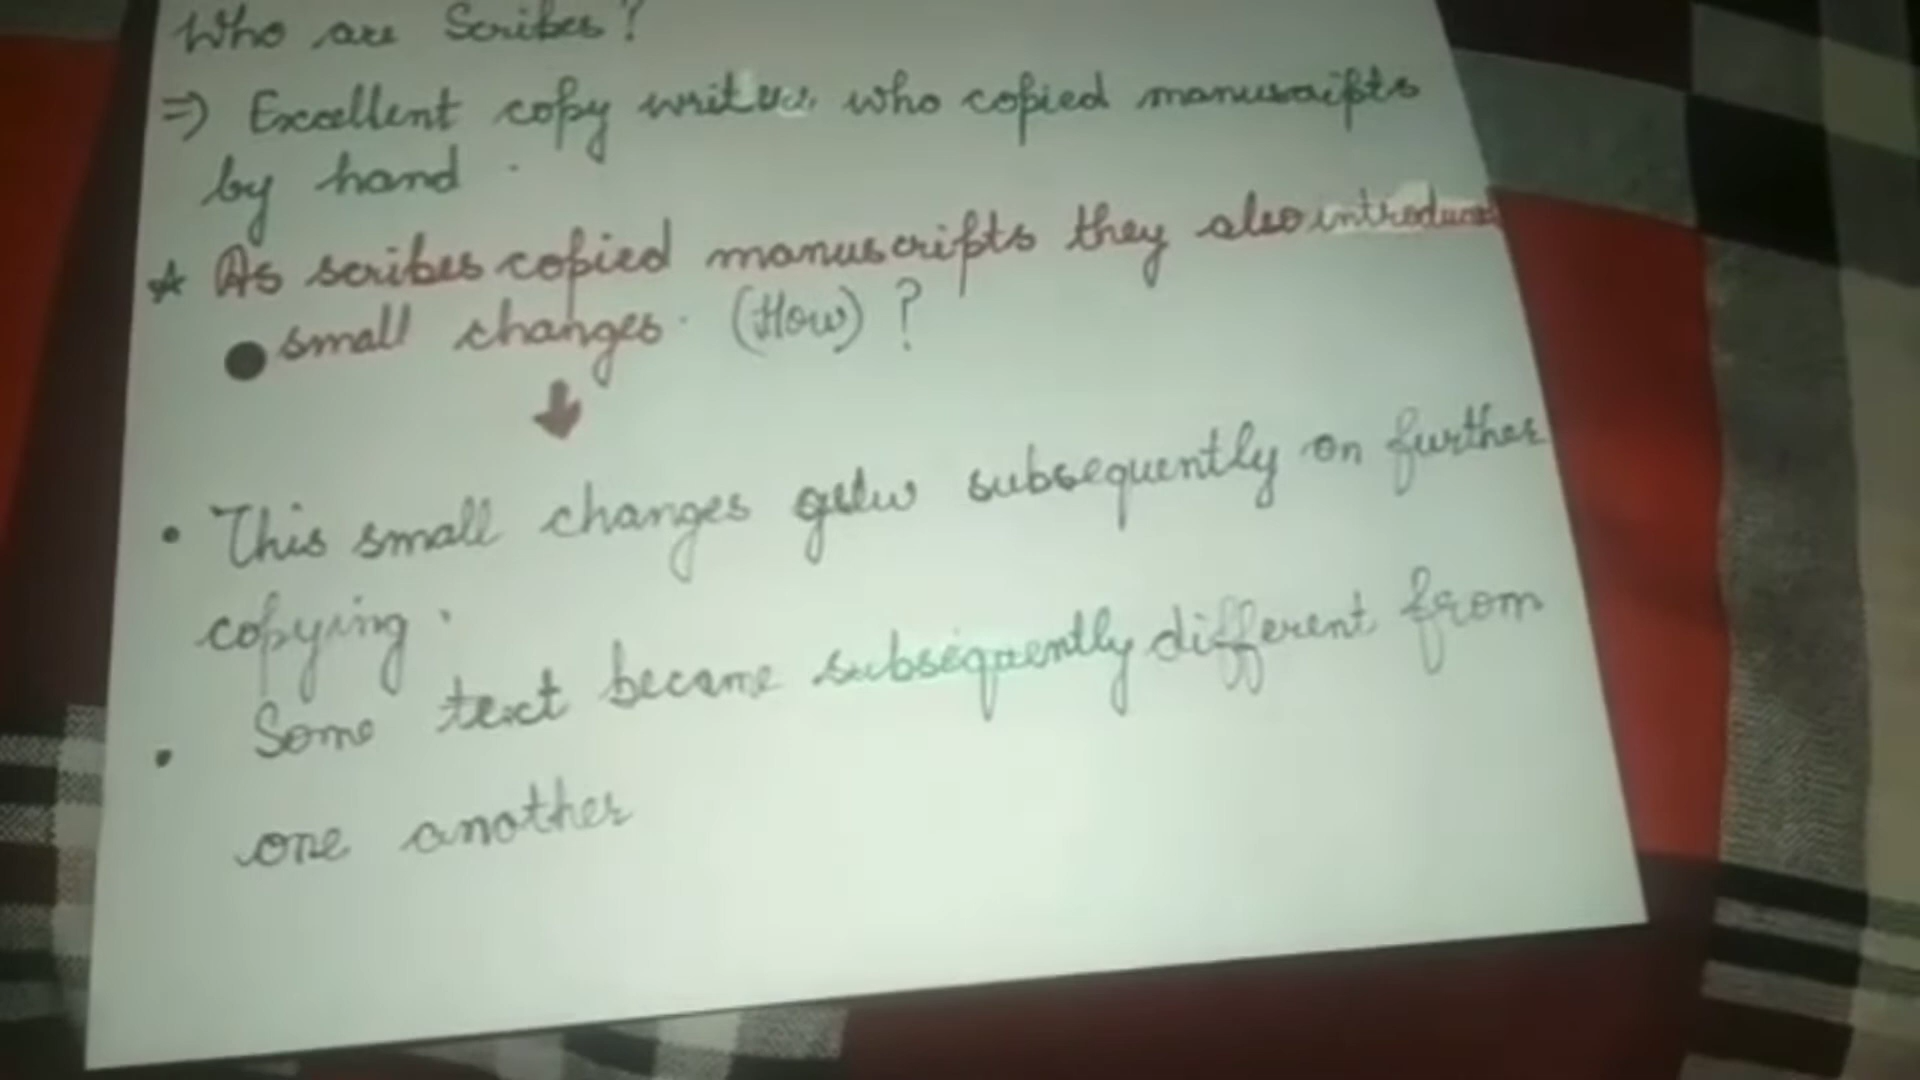 Who are Scribes?
=) Excellent copy writers who copied manuscripts
by hand.
☆ As scribes copied manuscripts they also introduced
● small changes. (How)?
↓
• This small changes grew subsequently on further
copying.
• Some text became subsequently different from
one another